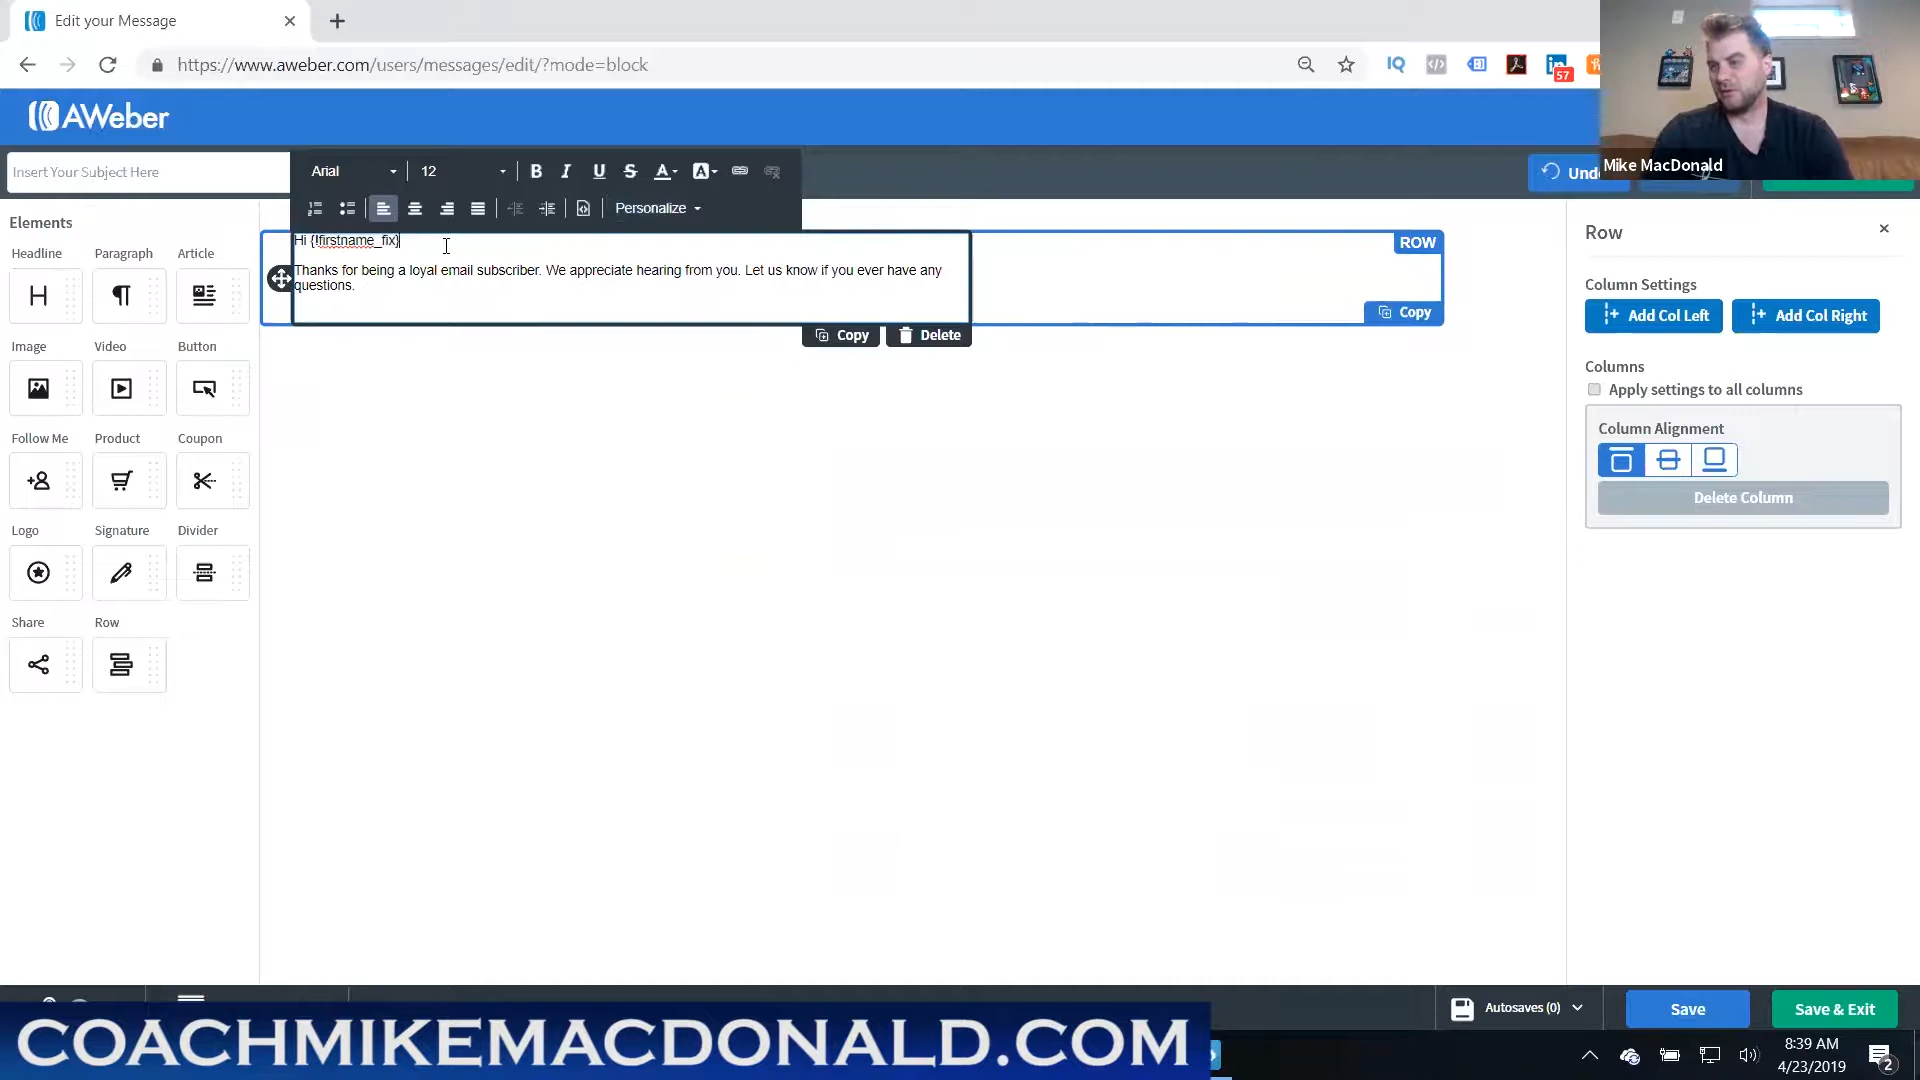 Edit your Message
https://www.aweber.com/users/messages/edit/?mode=block
57
AWeber
Mike MacDonald
Insert Your Subject Here
Arial
12
Personalize
Elements
Headline Paragraph Article
Image Video Button
Follow Me Product Coupon
Logo Signature Divider
Share Row
Hi {!firstname_fix}
Thanks for being a loyal email subscriber. We appreciate hearing from you. Let us know if you ever have any
questions.
Copy
Delete
ROW
Copy
Row
Column Settings
Add Col Left
Add Col Right
Columns
Apply settings to all columns
Column Alignment
Delete Column
Autosaves (0)
Save
Save & Exit
COACHMIKEMACDONALD.COM
8:39 AM
4/23/2019
2